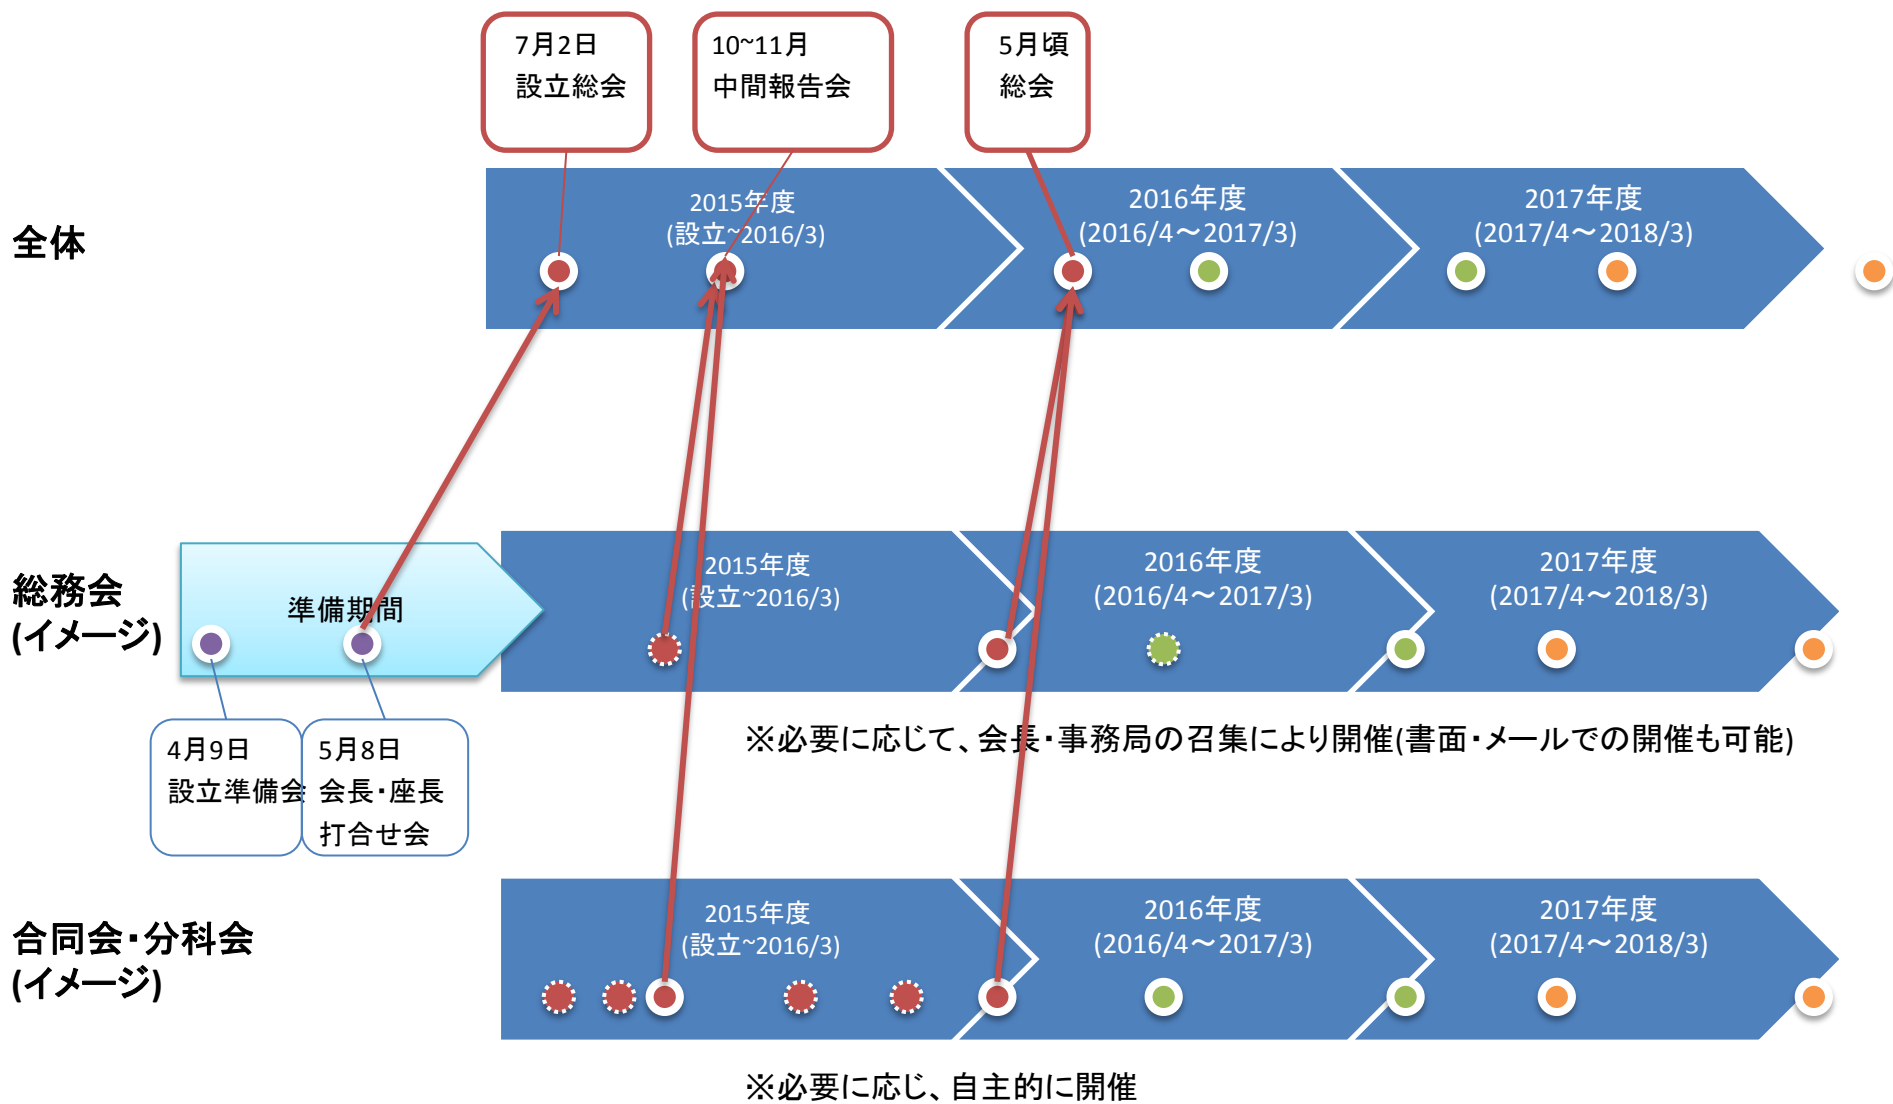 7月2日
設立総会
10~11月
中間報告会
5月頃
総会
全体
2015年度
(設立~2016/3)
2016年度
(2016/4～2017/3)
2017年度
(2017/4～2018/3)
総務会
(イメージ)
準備期間
2015年度
(設立~2016/3)
2016年度
(2016/4～2017/3)
2017年度
(2017/4～2018/3)
4月9日
設立準備会
5月8日
会長・座長
打合せ会
※必要に応じて、会長・事務局の召集により開催(書面・メールでの開催も可能)
合同会・分科会
(イメージ)
2015年度
(設立~2016/3)
2016年度
(2016/4～2017/3)
2017年度
(2017/4～2018/3)
※必要に応じ、自主的に開催